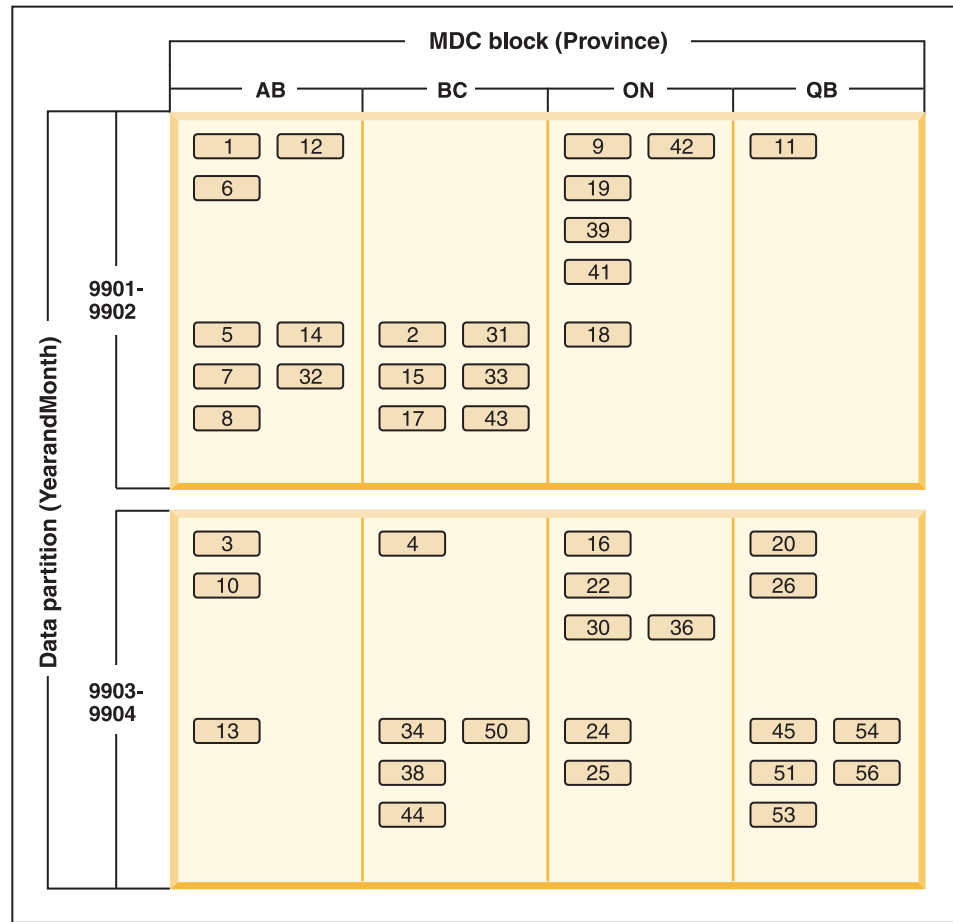 MDC block (Province)
AB BC ON QB
Data partition (YearandMonth)
9901-
9902
1 12 9 42 11
6 19
39
41
5 14 2 31 18
7 32 15 33
8 17 43
9903-
9904
3 4 16 20
10 22 26
30 36
13 34 50 24 45 54
38 25 51 56
44 53